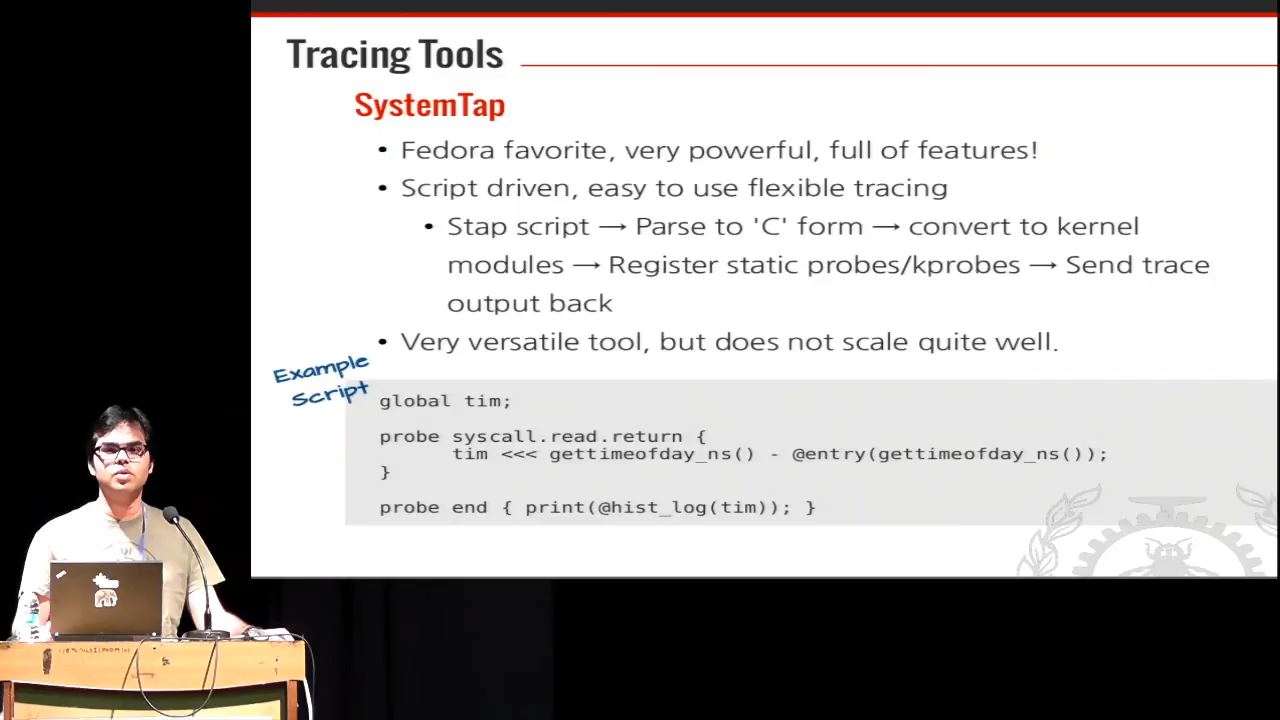 Tracing Tools
SystemTap
• Fedora favorite, very powerful, full of features!
• Script driven, easy to use flexible tracing
• Stap script → Parse to 'C' form → convert to kernel
modules → Register static probes/kprobes → Send trace
output back
• Very versatile tool, but does not scale quite well.
Example
Script
global tim;
probe syscall.read.return {
tim <<< gettimeofday_ns() - @entry(gettimeofday_ns());
}
probe end { print(@hist_log(tim)); }